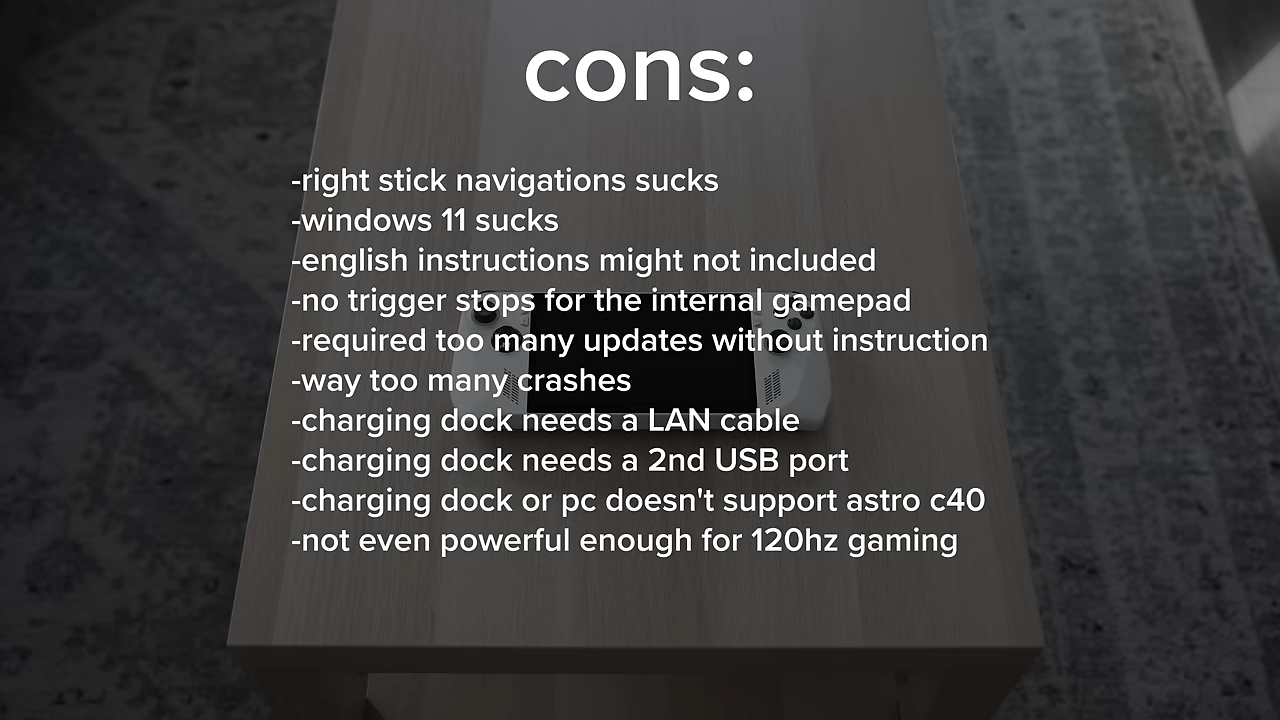 cons:
-right stick navigations sucks
-windows 11 sucks
-english instructions might not included
-no trigger stops for the internal gamepad
-required too many updates without instruction
-way too many crashes
-charging dock needs a LAN cable
-charging dock needs a 2nd USB port
-charging dock or pc doesn't support astro c40
-not even powerful enough for 120hz gaming